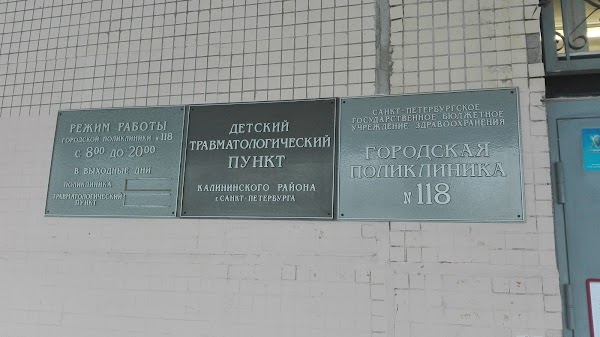 РЕЖИМ РАБОТЫ
ГОРОДСКОЙ ПОЛИКЛИНИКИ № 118
С 8⁰⁰ ДО 20⁰⁰
В ВЫХОДНЫЕ ДНИ
ПОЛИКЛИНИКА
ТРАВМАТОЛОГИЧЕСКИЙ
ПУНКТ
ДЕТСКИЙ
ТРАВМАТОЛОГИЧЕСКИЙ
ПУНКТ
КАЛИНИНСКОГО РАЙОНА
Г. САНКТ-ПЕТЕРБУРГА
САНКТ-ПЕТЕРБУРГСКОЕ
ГОСУДАРСТВЕННОЕ БЮДЖЕТНОЕ
УЧРЕЖДЕНИЕ ЗДРАВООХРАНЕНИЯ
ГОРОДСКАЯ
ПОЛИКЛИНИКА
№ 118